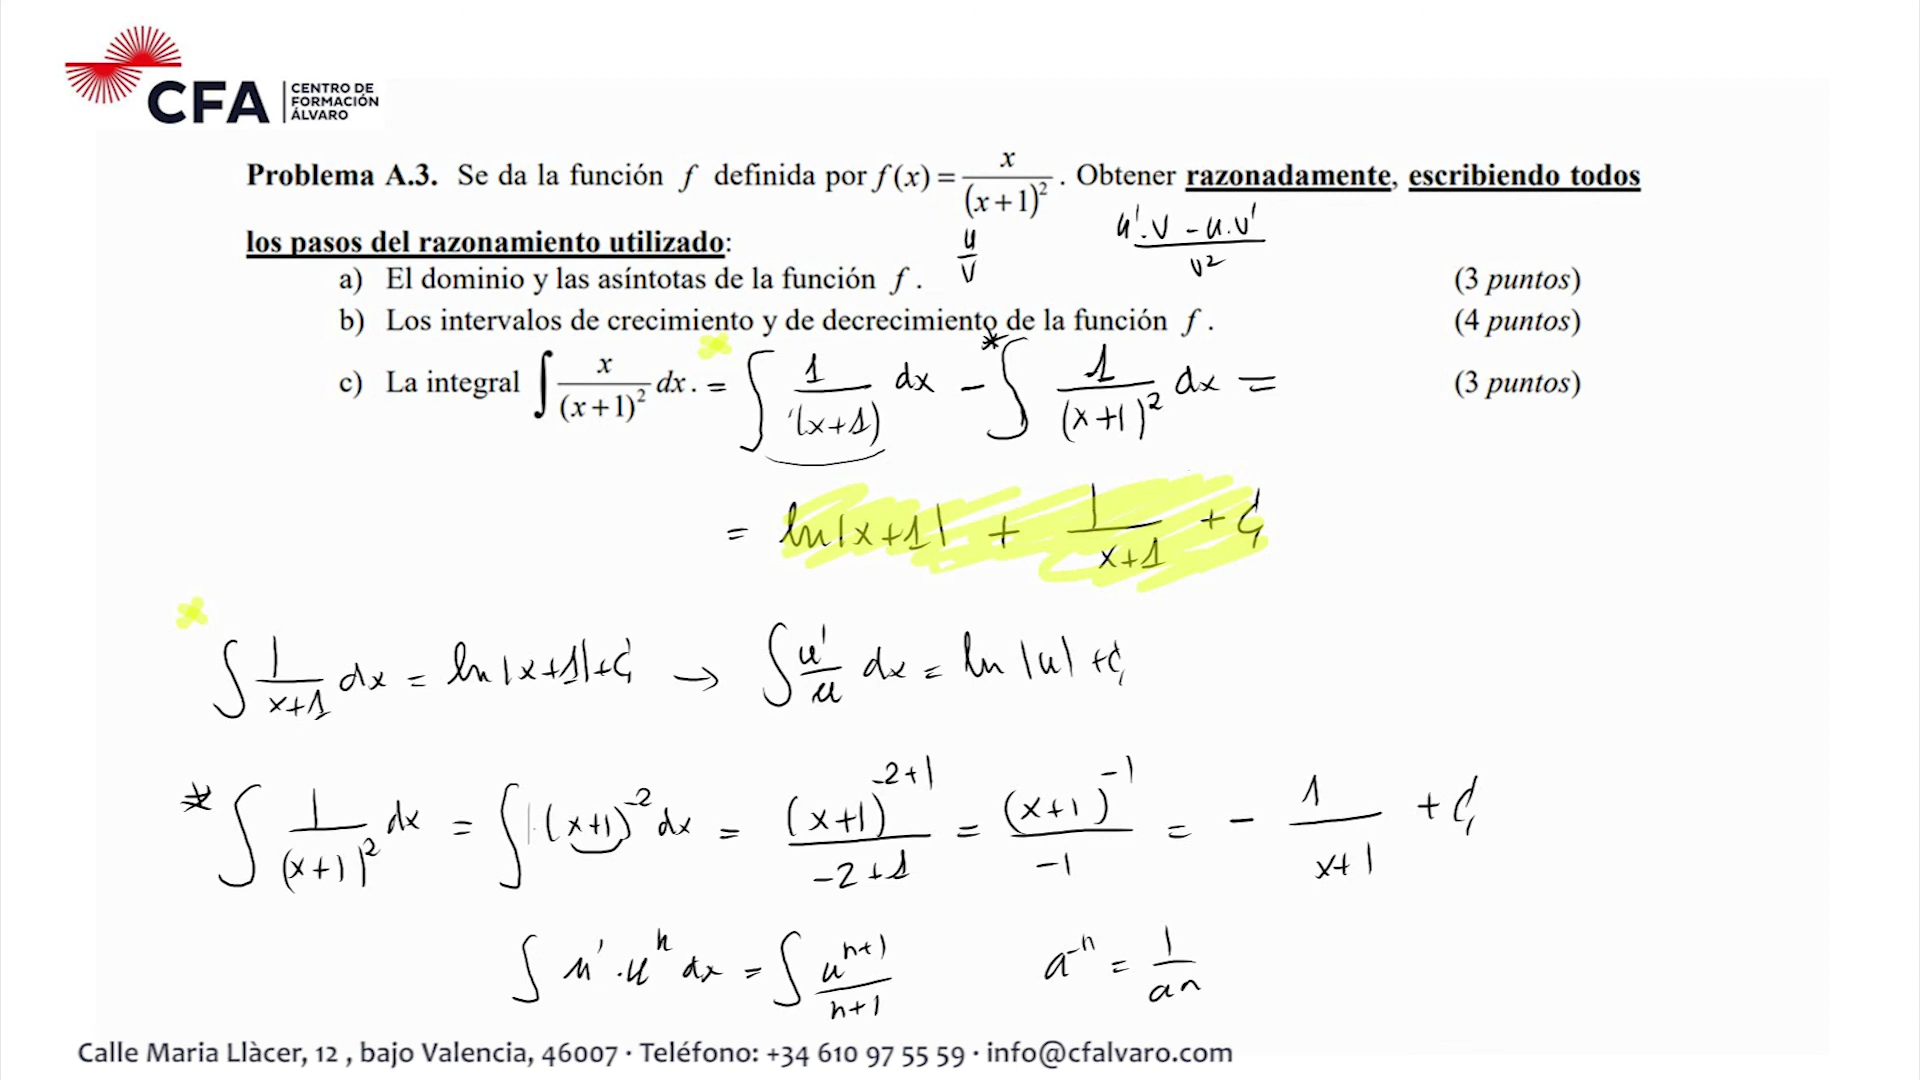 CFA CENTRO DE FORMACIÓN ÁLVARO
Problema A.3. Se da la función f definida por f(x) = x/(x+1)². Obtener razonadamente, escribiendo todos
los pasos del razonamiento utilizado:
u/v
(u'·v − u·v')/v²
a) El dominio y las asíntotas de la función f. (3 puntos)
b) Los intervalos de crecimiento y de decrecimiento de la función f. (4 puntos)
c) La integral ∫ x/(x+1)² dx. = ∫ 1/(x+1) dx − * ∫ 1/(x+1)² dx = (3 puntos)
= ln|x+1| + 1/(x+1) + C
∫ 1/(x+1) dx = ln|x+1| + C → ∫ u'/u dx = ln|u| + C
* ∫ 1/(x+1)² dx = ∫ 1·(x+1)⁻² dx = (x+1)^(-2+1)/(-2+1) = (x+1)⁻¹/(-1) = − 1/(x+1) + C
∫ u'·uⁿ dx = ∫ uⁿ⁺¹/(n+1) a⁻ⁿ = 1/aⁿ
Calle Maria Llàcer, 12 , bajo Valencia, 46007 · Teléfono: +34 610 97 55 59 · info@cfalvaro.com